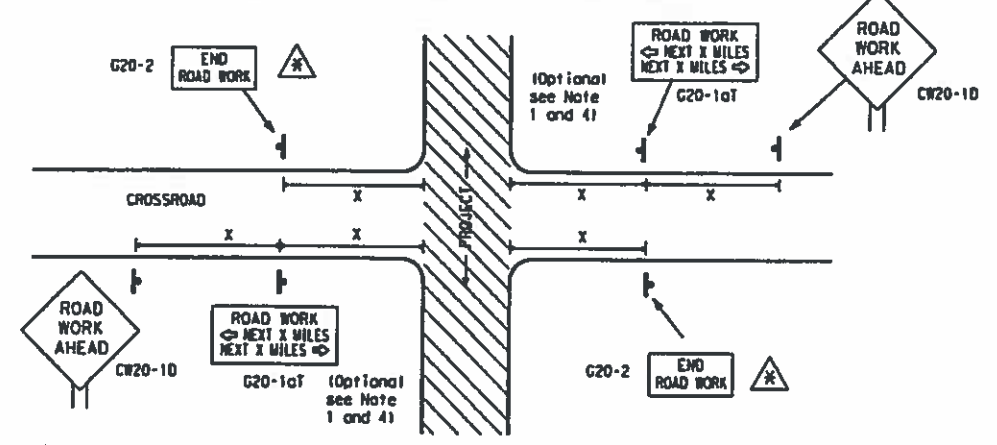 G20-2
END
ROAD WORK
*
(Optional
see Note
1 and 4)
ROAD WORK
⇦ NEXT X MILES
NEXT X MILES ⇨
G20-1aT
ROAD
WORK
AHEAD
CW20-1D
X
X
X
CROSSROAD
PROJECT
X
X
X
ROAD
WORK
AHEAD
CW20-1D
ROAD WORK
⇦ NEXT X MILES
NEXT X MILES ⇨
G20-1aT
(Optional
see Note
1 and 4)
G20-2
END
ROAD WORK
*